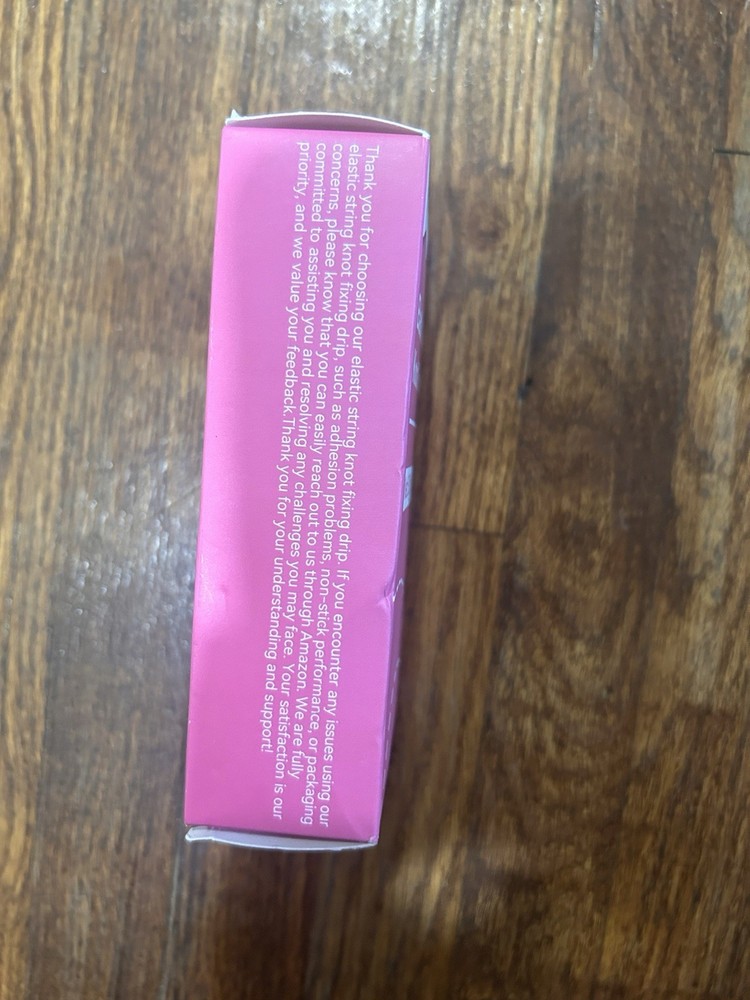 Thank you for choosing our elastic string knot fixing drip. If you encounter any issues using our
elastic string knot fixing drip, such as adhesion problems, non-stick performance, or packaging
concerns, please know that you can easily reach out to us through Amazon. We are fully
committed to assisting you and resolving any challenges you may face. Your satisfaction is our
priority, and we value your feedback.Thank you for your understanding and support!